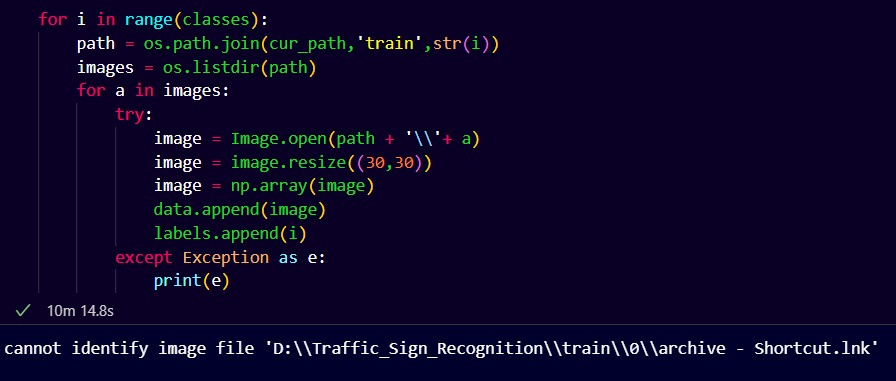 for i in range(classes):
    path = os.path.join(cur_path,'train',str(i))
    images = os.listdir(path)
    for a in images:
        try:
            image = Image.open(path + '\\'+ a)
            image = image.resize((30,30))
            image = np.array(image)
            data.append(image)
            labels.append(i)
        except Exception as e:
            print(e)
10m 14.8s
cannot identify image file 'D:\\Traffic_Sign_Recognition\\train\\0\\archive - Shortcut.lnk'